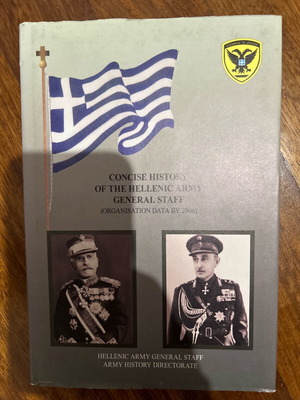 CONCISE HISTORY
OF THE HELLENIC ARMY
GENERAL STAFF
(ORGANISATION DATA BY 2006)
HELLENIC ARMY GENERAL STAFF
ARMY HISTORY DIRECTORATE